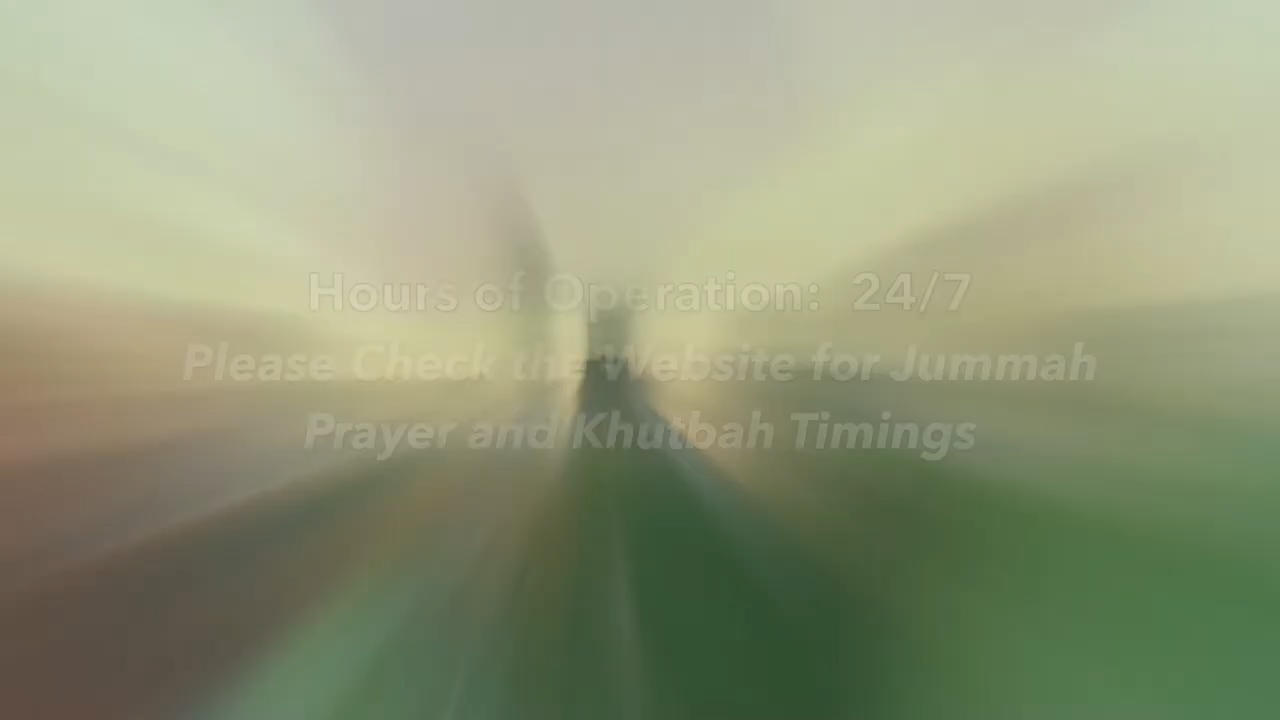 Hours of Operation: 24/7
Please Check the Website for Jummah
Prayer and Khutbah Timings